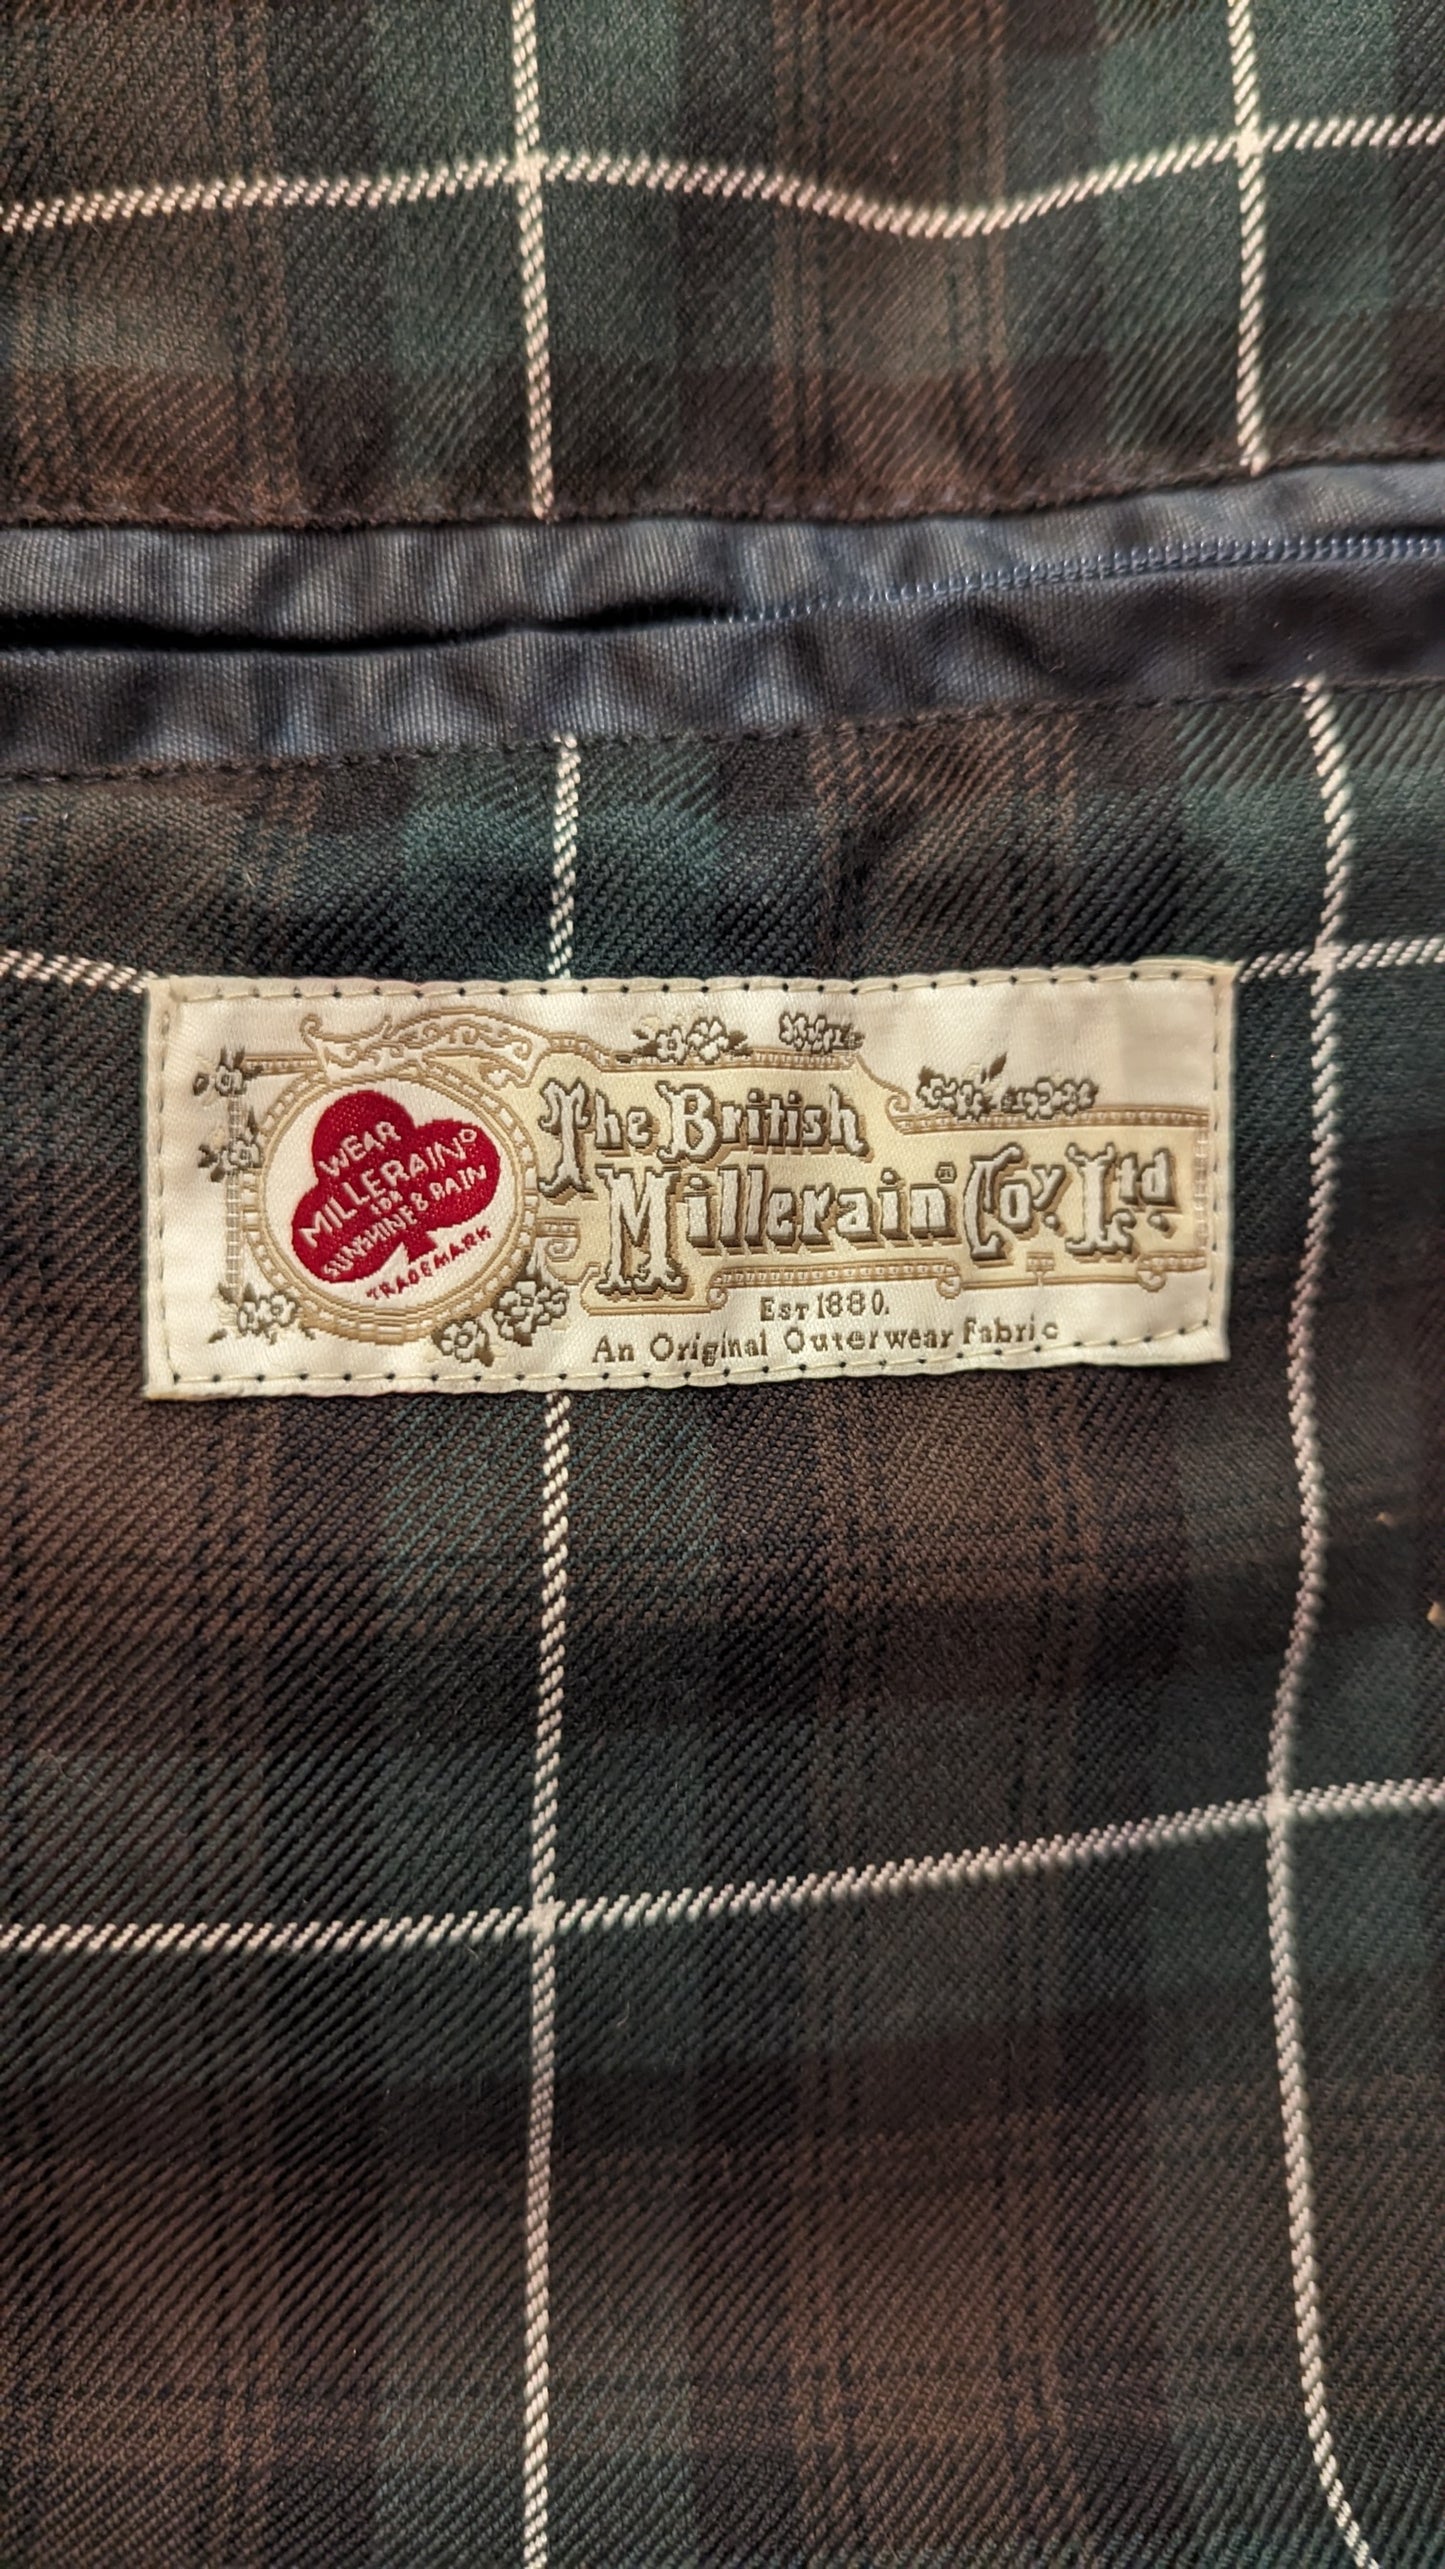 WEAR
MILLERAIN®
FOR
SUNSHINE & RAIN
TRADEMARK
The British
Millerain® Coy. Ltd.
EST 1880.
An Original Outerwear Fabric